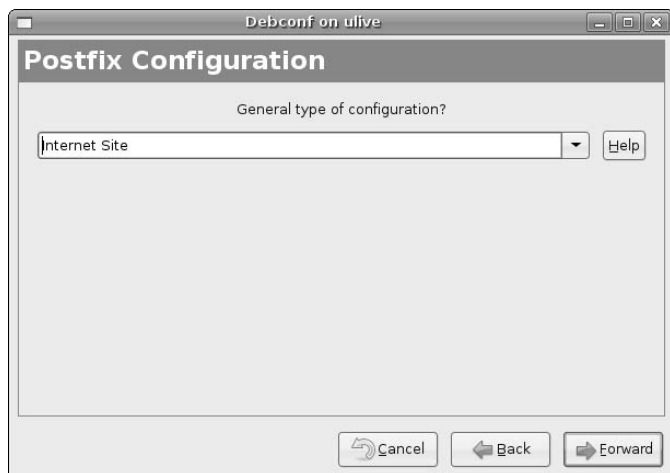 Debconf on ulive
Postfix Configuration
General type of configuration?
Internet Site
Help
Cancel
Back
Forward